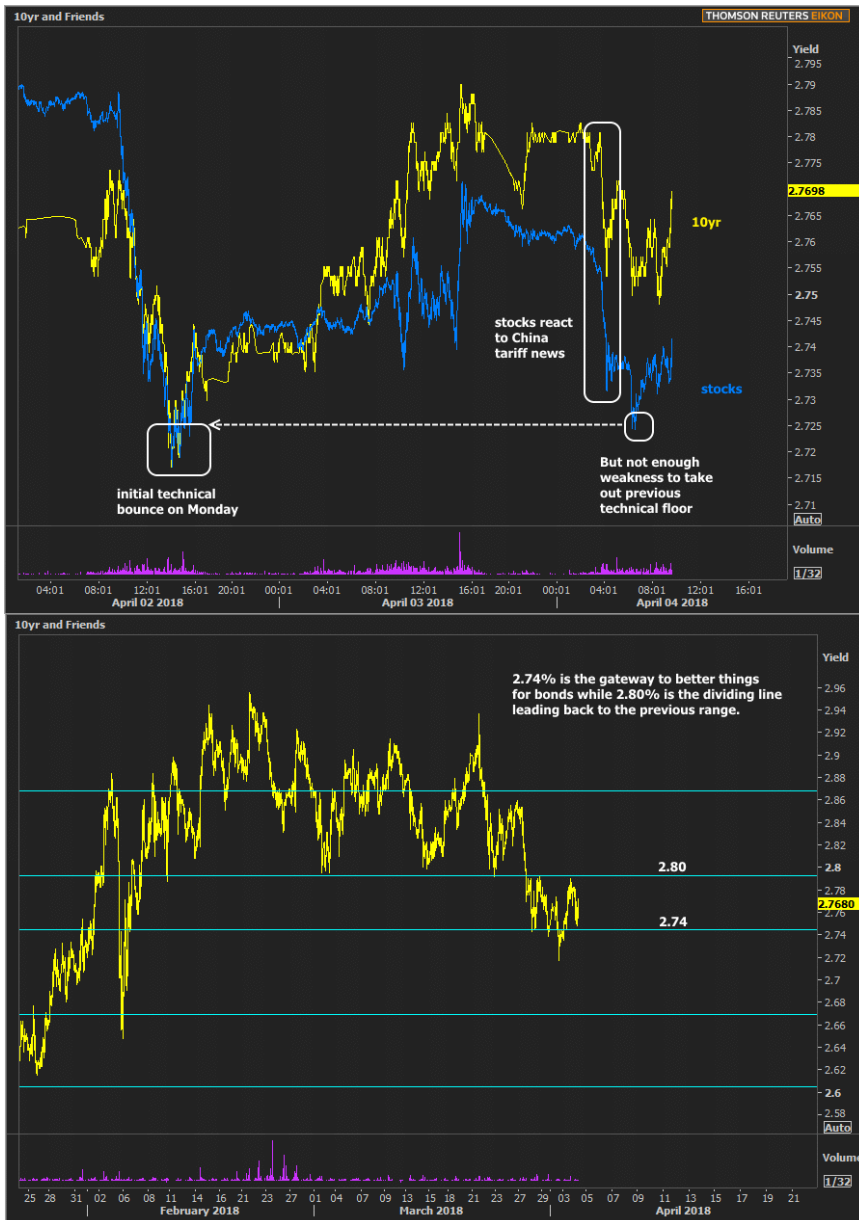 10yr and Friends
THOMSON REUTERS EIKON
Yield
2.795
2.79
2.785
2.78
2.775
2.7698
2.765
2.76
2.755
2.75
2.745
2.74
2.735
2.73
2.725
2.72
2.715
2.71
Auto
10yr
stocks react
to China
tariff news
stocks
initial technical
bounce on Monday
But not enough
weakness to take
out previous
technical floor
Volume
1/32
04:01 08:01 12:01 16:01 20:01 00:01 04:01 08:01 12:01 16:01 20:01 00:01 04:01 08:01 12:01 16:01
April 02 2018 April 03 2018 April 04 2018
10yr and Friends
Yield
2.74% is the gateway to better things
for bonds while 2.80% is the dividing line
leading back to the previous range.
2.96
2.94
2.92
2.9
2.88
2.86
2.84
2.82
2.8
2.78
2.7680
2.76
2.74
2.72
2.7
2.68
2.66
2.64
2.62
2.6
2.58
Auto
2.80
2.74
Volume
1/32
25 28 31 02 06 08 11 14 16 19 21 23 27 01 04 07 09 13 15 18 21 23 27 29 01 03 05 07 09 11 13 15 17 19 21
February 2018 March 2018 April 2018